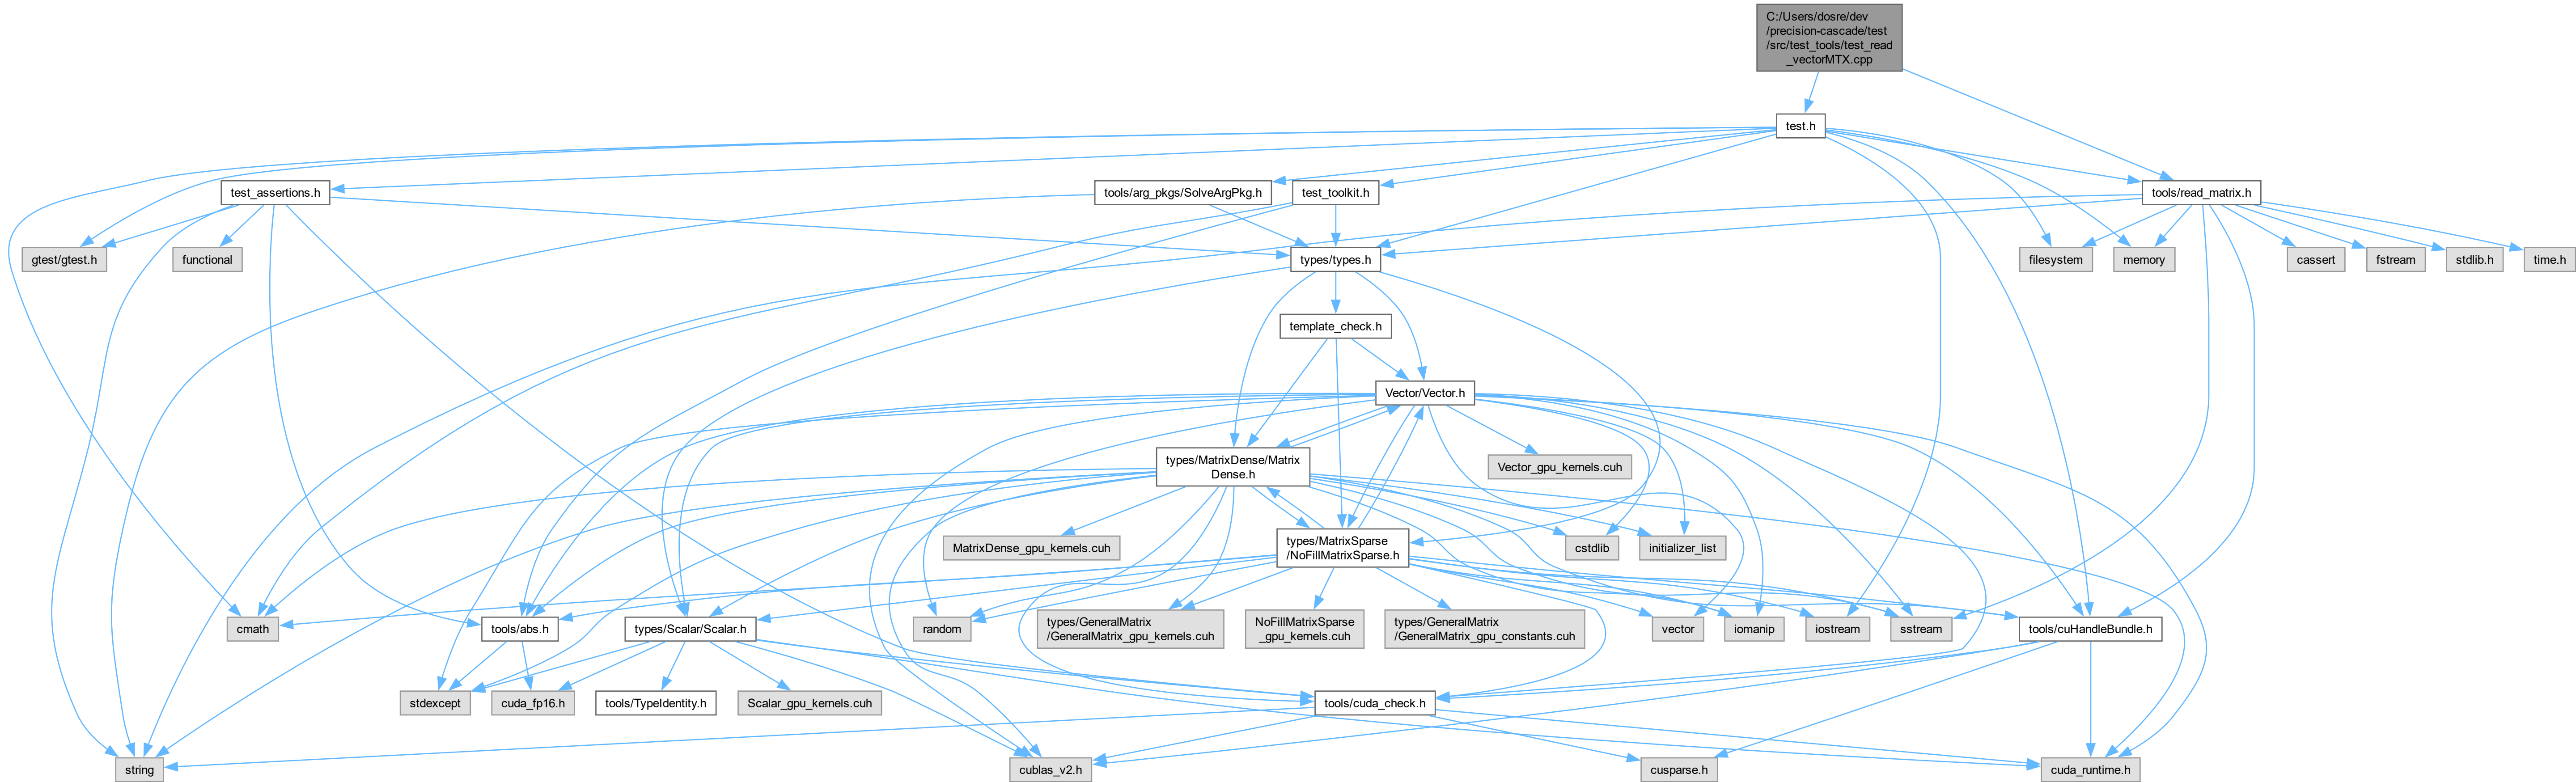 C:/Users/dosre/dev
/precision-cascade/test
/src/test_tools/test_read
_vectorMTX.cpp
test.h
test_assertions.h
tools/arg_pkgs/SolveArgPkg.h
test_toolkit.h
tools/read_matrix.h
gtest/gtest.h
functional
types/types.h
filesystem
memory
cassert
fstream
stdlib.h
time.h
template_check.h
Vector/Vector.h
types/MatrixDense/Matrix
Dense.h
Vector_gpu_kernels.cuh
MatrixDense_gpu_kernels.cuh
types/MatrixSparse
/NoFillMatrixSparse.h
cstdlib
initializer_list
cmath
tools/abs.h
types/Scalar/Scalar.h
random
types/GeneralMatrix
/GeneralMatrix_gpu_kernels.cuh
NoFillMatrixSparse
_gpu_kernels.cuh
types/GeneralMatrix
/GeneralMatrix_gpu_constants.cuh
vector
iomanip
iostream
sstream
tools/cuHandleBundle.h
stdexcept
cuda_fp16.h
tools/TypeIdentity.h
Scalar_gpu_kernels.cuh
tools/cuda_check.h
string
cublas_v2.h
cusparse.h
cuda_runtime.h